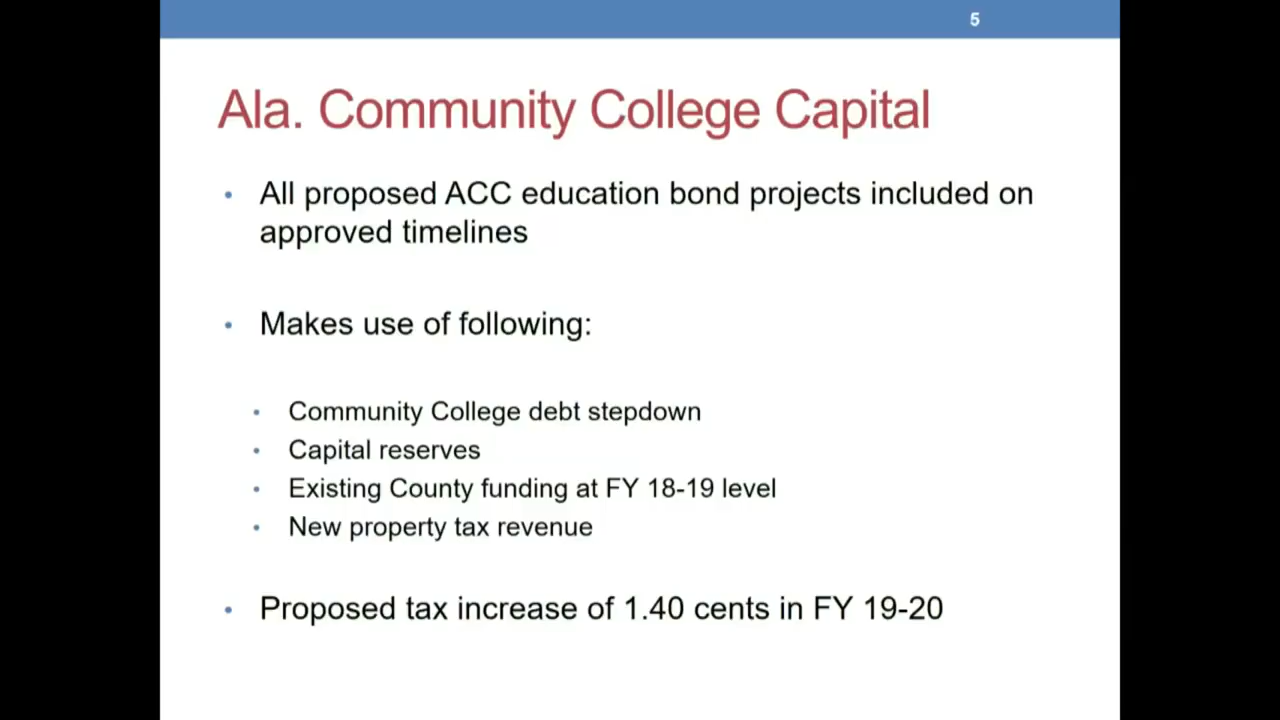 5
Ala. Community College Capital
• All proposed ACC education bond projects included on
approved timelines
• Makes use of following:
• Community College debt stepdown
• Capital reserves
• Existing County funding at FY 18-19 level
• New property tax revenue
• Proposed tax increase of 1.40 cents in FY 19-20